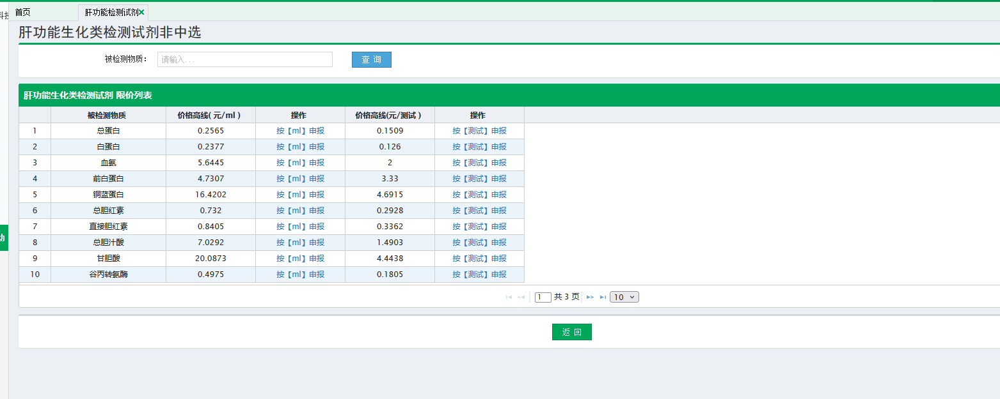 首页 肝功能检测试剂
肝功能生化类检测试剂非中选
被检测物质： 请输入... 查 询
肝功能生化类检测试剂 限价列表
被检测物质 价格高线( 元/ml ) 操作 价格高线(元/测试 ) 操作
1 总蛋白 0.2565 按【ml】申报 0.1509 按【测试】申报
2 白蛋白 0.2377 按【ml】申报 0.126 按【测试】申报
3 血氨 5.6445 按【ml】申报 2 按【测试】申报
4 前白蛋白 4.7307 按【ml】申报 3.33 按【测试】申报
5 铜蓝蛋白 16.4202 按【ml】申报 4.6915 按【测试】申报
6 总胆红素 0.732 按【ml】申报 0.2928 按【测试】申报
7 直接胆红素 0.8405 按【ml】申报 0.3362 按【测试】申报
8 总胆汁酸 7.0292 按【ml】申报 1.4903 按【测试】申报
9 甘胆酸 20.0873 按【ml】申报 4.4438 按【测试】申报
10 谷丙转氨酶 0.4975 按【ml】申报 0.1805 按【测试】申报
1 共 3 页 10
返 回